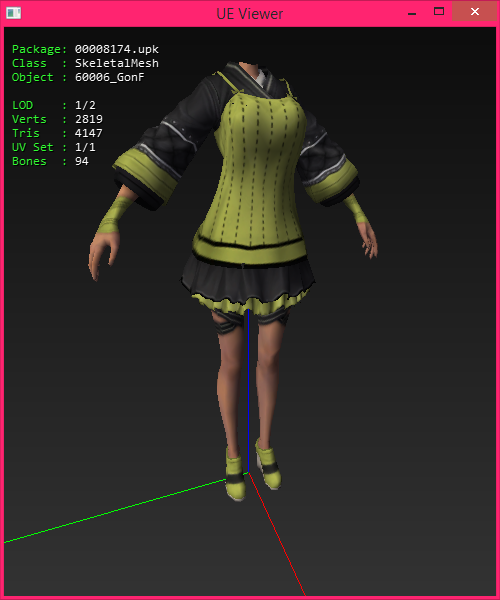 UE Viewer
Package: 00008174.upk
Class  : SkeletalMesh
Object : 60006_GonF
LOD    : 1/2
Verts  : 2819
Tris   : 4147
UV Set : 1/1
Bones  : 94